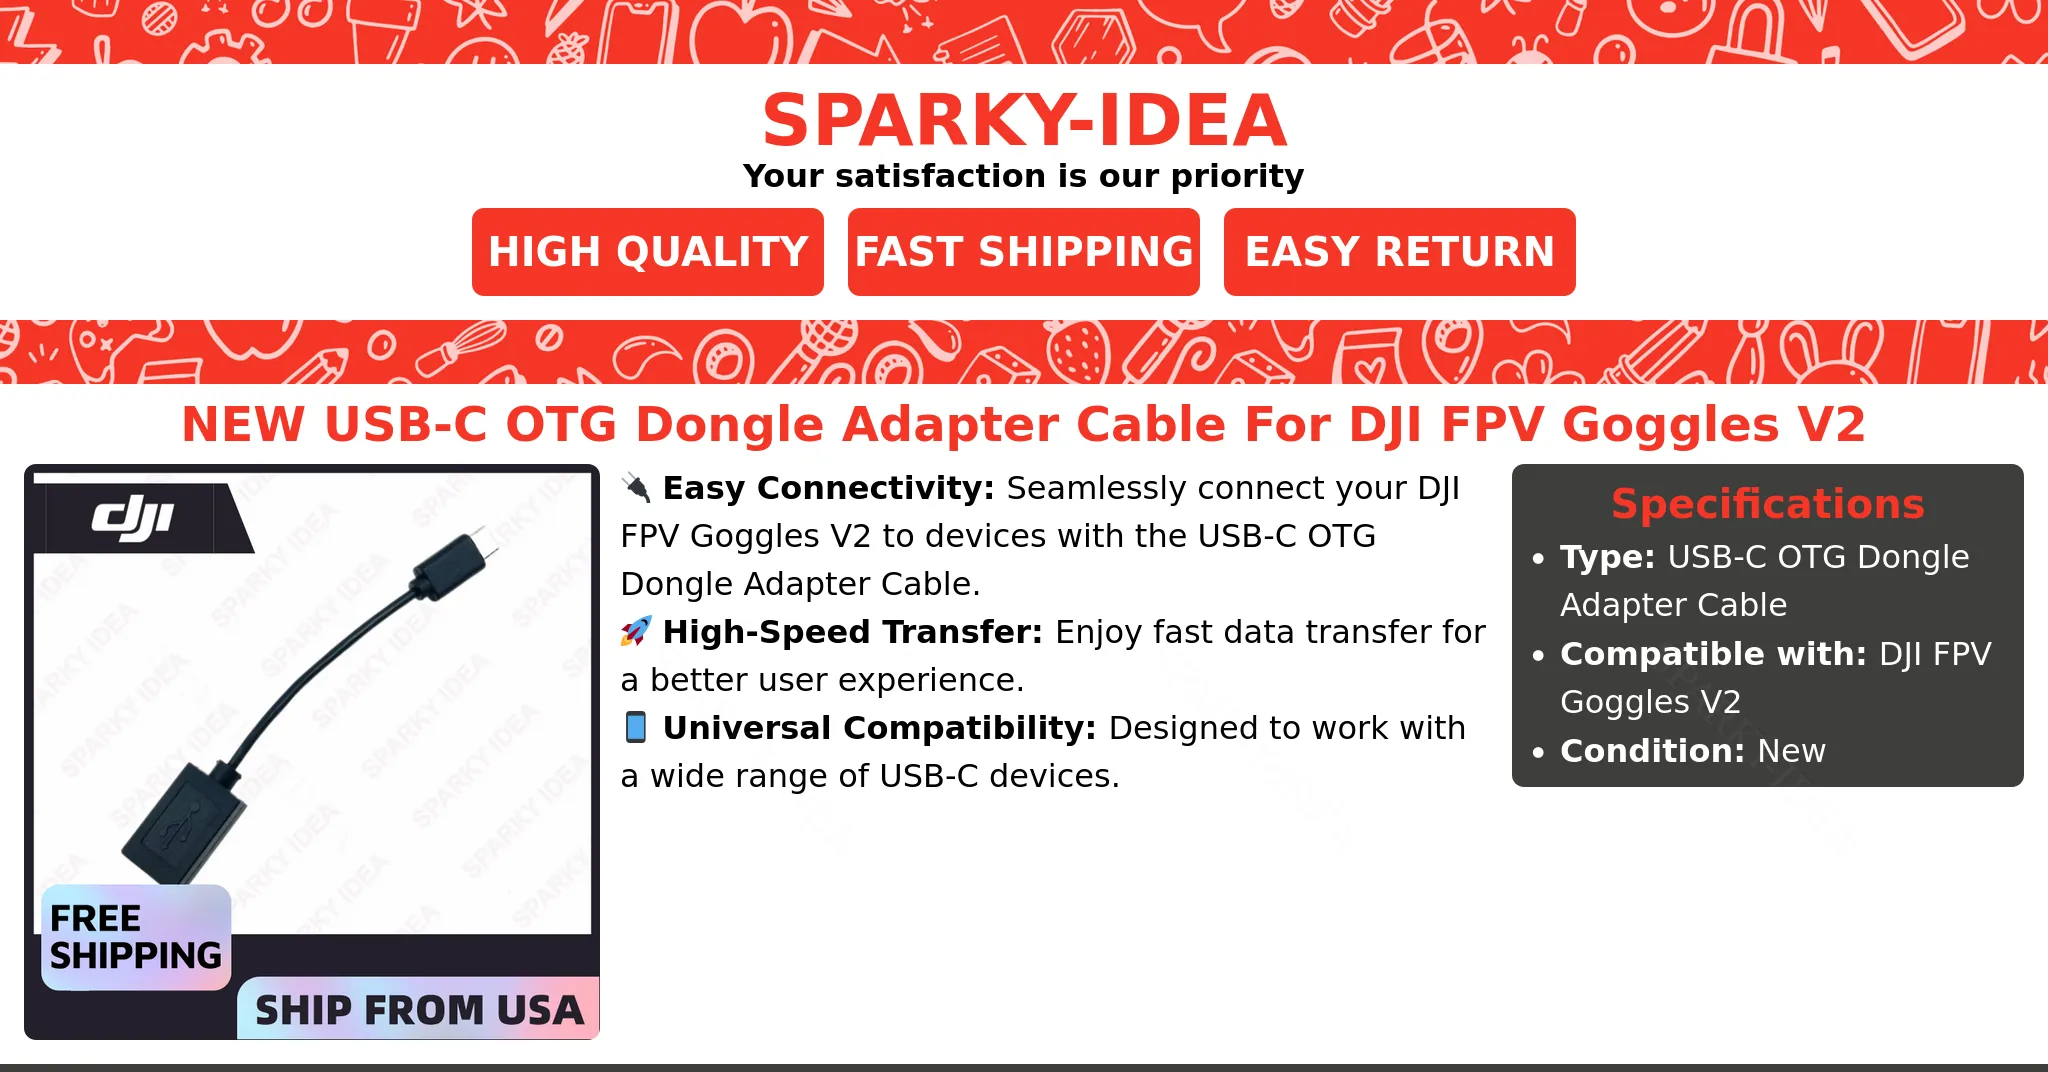 SPARKY-IDEA
Your satisfaction is our priority
HIGH QUALITY
FAST SHIPPING
EASY RETURN
NEW USB-C OTG Dongle Adapter Cable For DJI FPV Goggles V2
dji
SPARKY IDEA
FREE
SHIPPING
SHIP FROM USA
🔌 Easy Connectivity: Seamlessly connect your DJI
FPV Goggles V2 to devices with the USB-C OTG
Dongle Adapter Cable.
🚀 High-Speed Transfer: Enjoy fast data transfer for
a better user experience.
📱 Universal Compatibility: Designed to work with
a wide range of USB-C devices.
Specifications
• Type: USB-C OTG Dongle
Adapter Cable
• Compatible with: DJI FPV
Goggles V2
• Condition: New